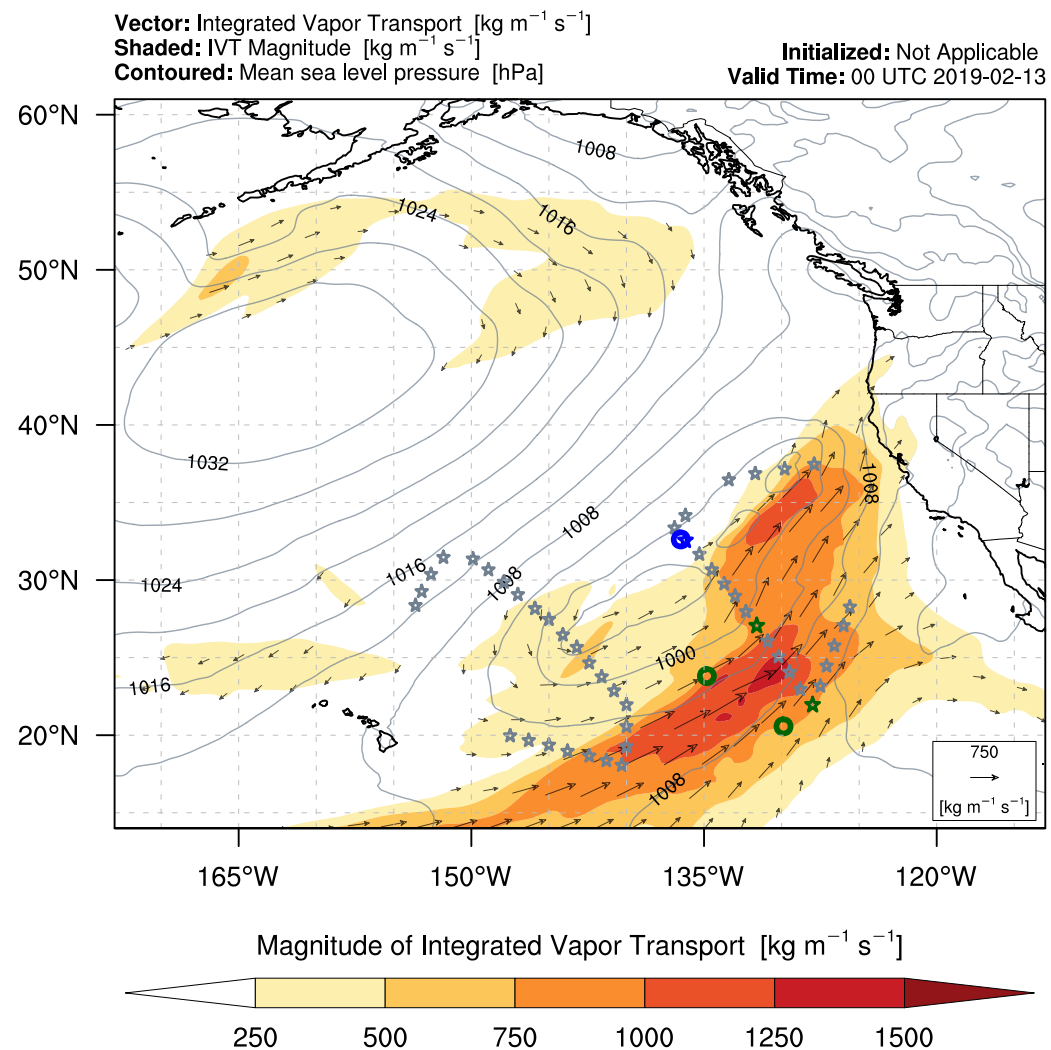 Vector: Integrated Vapor Transport [kg m⁻¹ s⁻¹]
Shaded: IVT Magnitude [kg m⁻¹ s⁻¹]
Contoured: Mean sea level pressure [hPa]
Initialized: Not Applicable
Valid Time: 00 UTC 2019-02-13
60°N
50°N
40°N
30°N
20°N
1008
1024
1016
1032
1008
1008
1016
1008
1024
1000
1016
1008
750
[kg m⁻¹ s⁻¹]
165°W 150°W 135°W 120°W
Magnitude of Integrated Vapor Transport [kg m⁻¹ s⁻¹]
250 500 750 1000 1250 1500